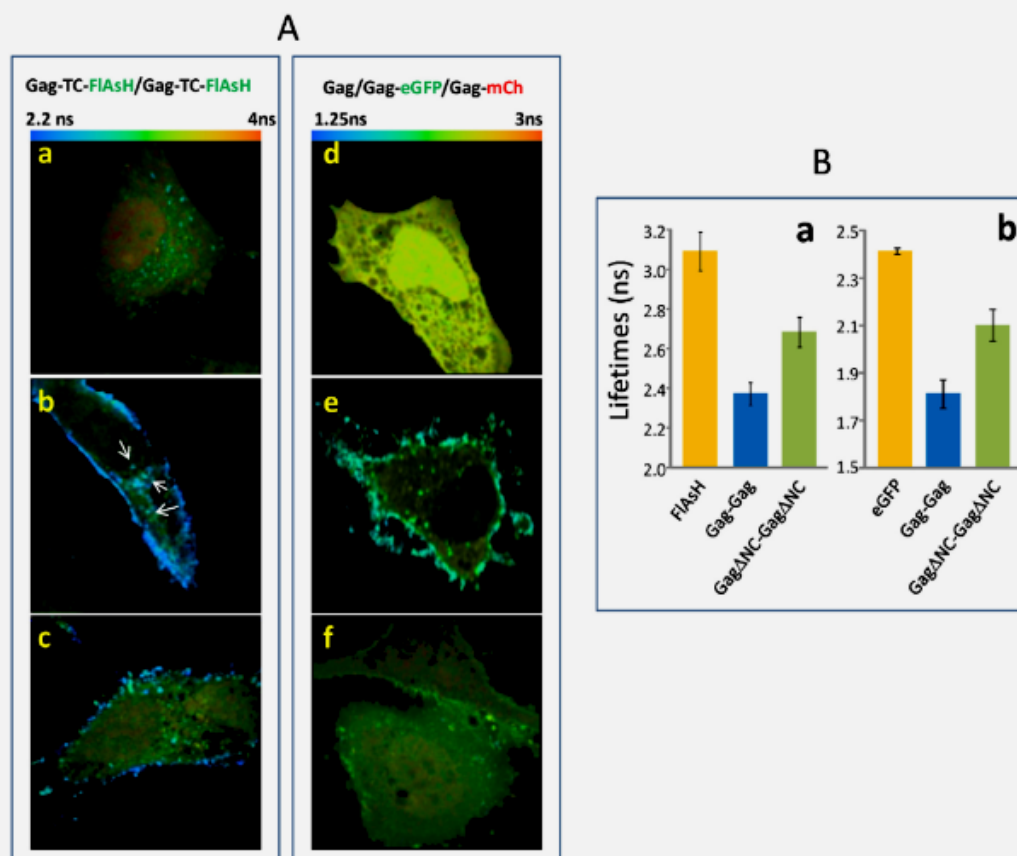 A
Gag-TC-FlAsH/Gag-TC-FlAsH
2.2 ns 4ns
a
b
c
Gag/Gag-eGFP/Gag-mCh
1.25ns 3ns
d
e
f
B
Lifetimes (ns)
a
3.2
3.0
2.8
2.6
2.4
2.2
2.0
FlAsH
Gag-Gag
GagΔNC-GagΔNC
b
2.5
2.3
2.1
1.9
1.7
1.5
eGFP
Gag-Gag
GagΔNC-GagΔNC